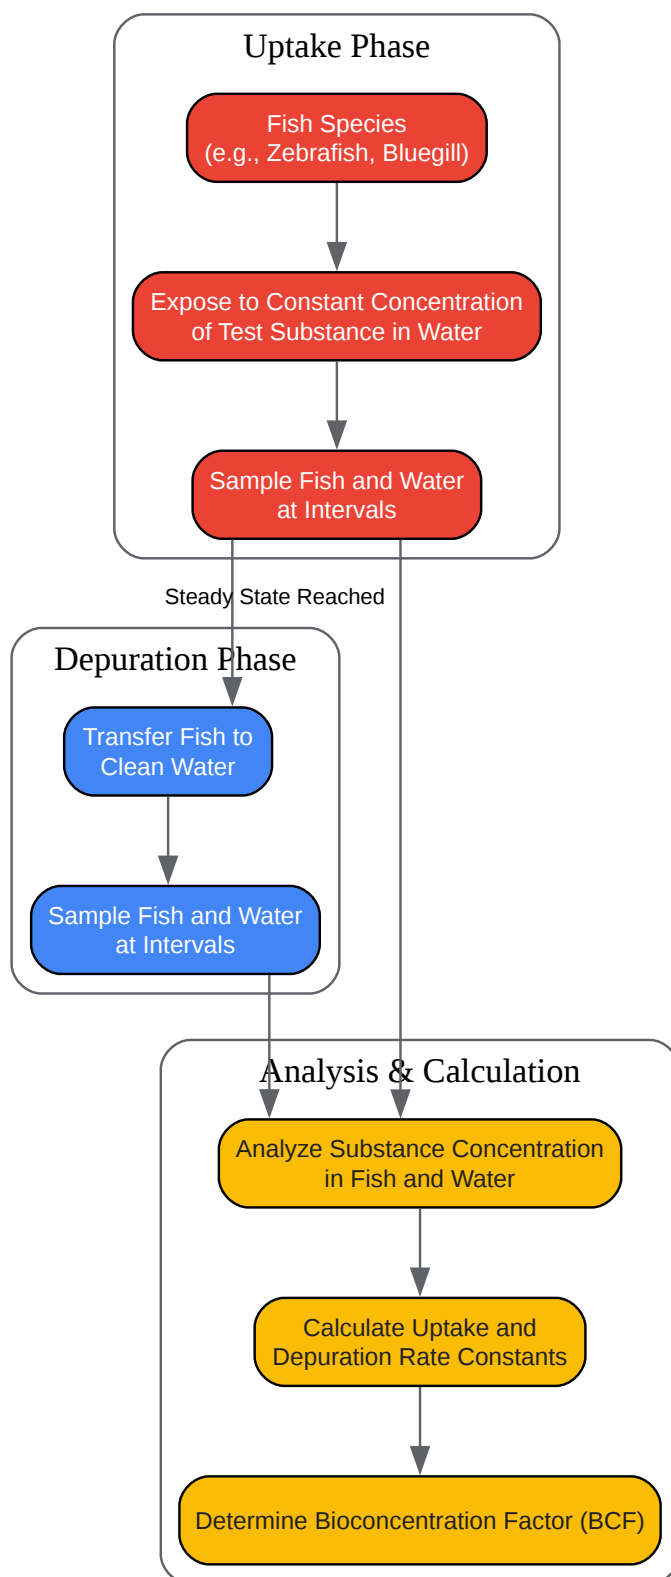 Uptake Phase
Fish Species
(e.g., Zebrafish, Bluegill)
Expose to Constant Concentration
of Test Substance in Water
Sample Fish and Water
at Intervals
Steady State Reached
Depuration Phase
Transfer Fish to
Clean Water
Sample Fish and Water
at Intervals
Analysis & Calculation
Analyze Substance Concentration
in Fish and Water
Calculate Uptake and
Depuration Rate Constants
Determine Bioconcentration Factor (BCF)